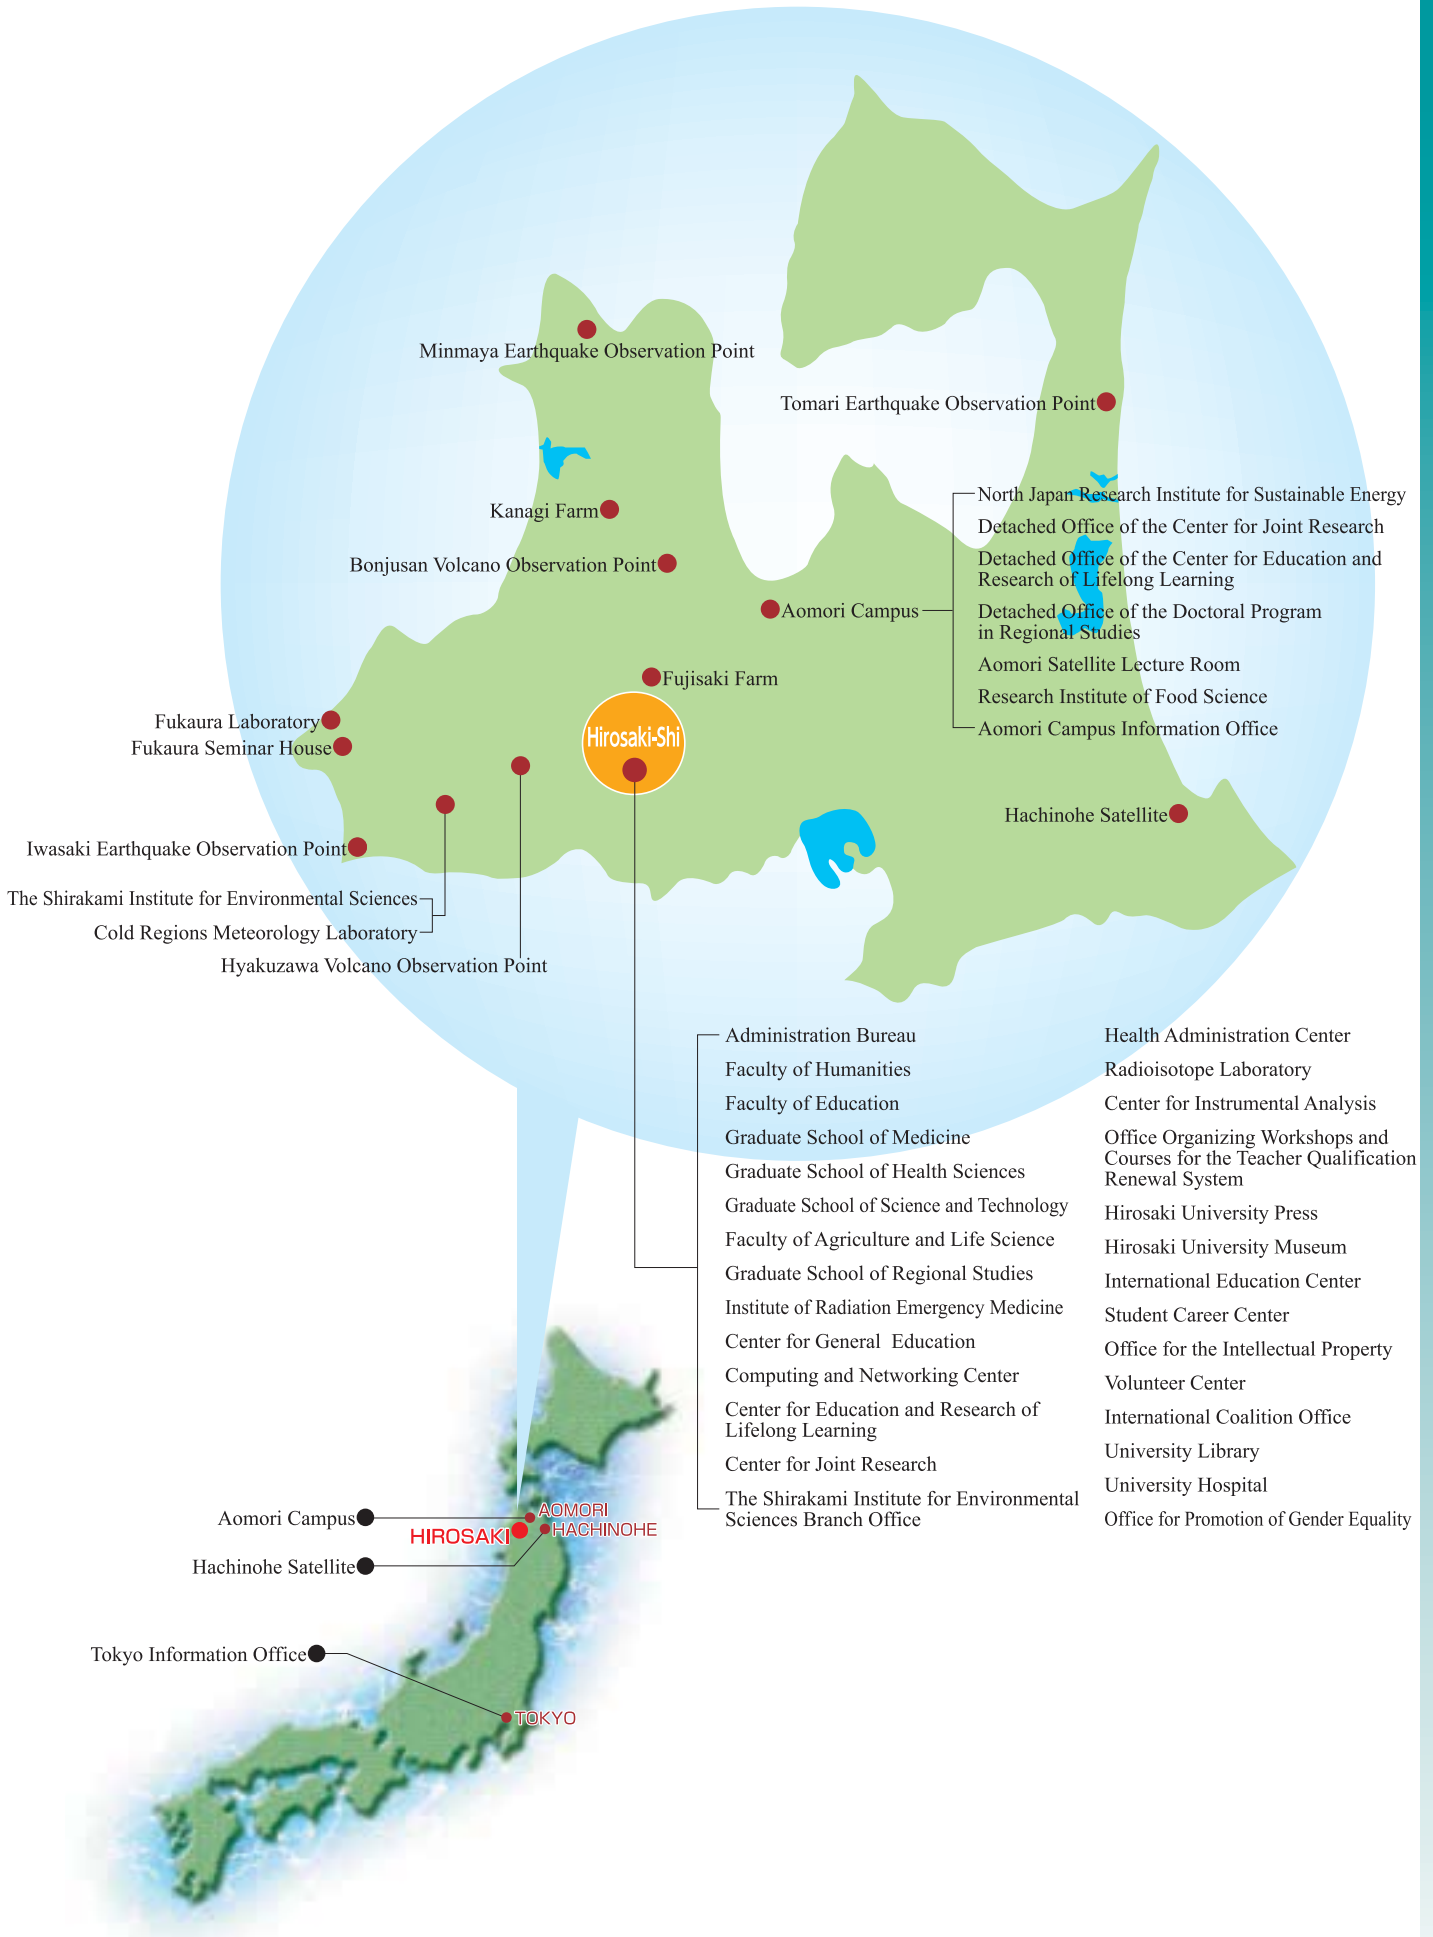 Minmaya Earthquake Observation Point
Tomari Earthquake Observation Point
Kanagi Farm
Bonjusan Volcano Observation Point
Aomori Campus
North Japan Research Institute for Sustainable Energy
Detached Office of the Center for Joint Research
Detached Office of the Center for Education and
Research of Lifelong Learning
Detached Office of the Doctoral Program
in Regional Studies
Aomori Satellite Lecture Room
Research Institute of Food Science
Aomori Campus Information Office
Fujisaki Farm
Fukaura Laboratory
Fukaura Seminar House
Hirosaki-Shi
Hachinohe Satellite
Iwasaki Earthquake Observation Point
The Shirakami Institute for Environmental Sciences
Cold Regions Meteorology Laboratory
Hyakuzawa Volcano Observation Point
Administration Bureau
Faculty of Humanities
Faculty of Education
Graduate School of Medicine
Graduate School of Health Sciences
Graduate School of Science and Technology
Faculty of Agriculture and Life Science
Graduate School of Regional Studies
Institute of Radiation Emergency Medicine
Center for General Education
Computing and Networking Center
Center for Education and Research of
Lifelong Learning
Center for Joint Research
The Shirakami Institute for Environmental
Sciences Branch Office
Health Administration Center
Radioisotope Laboratory
Center for Instrumental Analysis
Office Organizing Workshops and
Courses for the Teacher Qualification
Renewal System
Hirosaki University Press
Hirosaki University Museum
International Education Center
Student Career Center
Office for the Intellectual Property
Volunteer Center
International Coalition Office
University Library
University Hospital
Office for Promotion of Gender Equality
Aomori Campus
AOMORI
HIROSAKI
HACHINOHE
Hachinohe Satellite
Tokyo Information Office
TOKYO